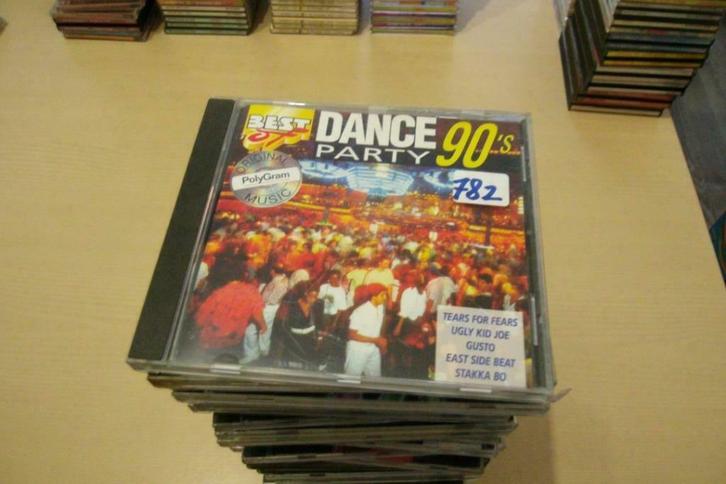 BEST OF
DANCE
PARTY 90's
ORIGINAL
PolyGram
MUSIC
782
TEARS FOR FEARS
UGLY KID JOE
GUSTO
EAST SIDE BEAT
STAKKA BO